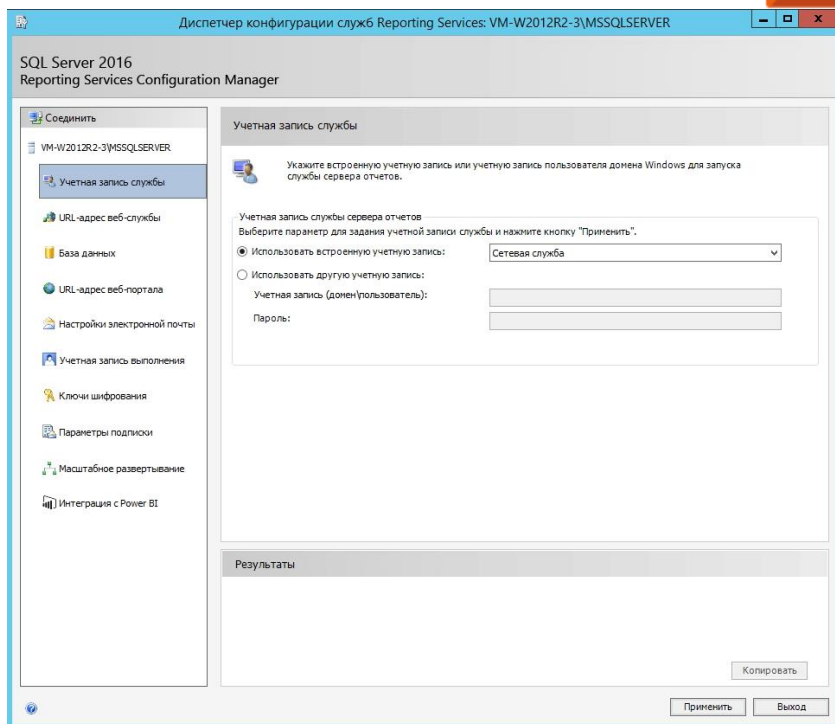 Диспетчер конфигурации служб Reporting Services: VM-W2012R2-3\MSSQLSERVER
SQL Server 2016
Reporting Services Configuration Manager
Соединить
VM-W2012R2-3\MSSQLSERVER
Учетная запись службы
URL-адрес веб-службы
База данных
URL-адрес веб-портала
Настройки электронной почты
Учетная запись выполнения
Ключи шифрования
Параметры подписки
Масштабное развертывание
Интеграция с Power BI
Учетная запись службы
Укажите встроенную учетную запись или учетную запись пользователя домена Windows для запуска
службы сервера отчетов.
Учетная запись службы сервера отчетов
Выберите параметр для задания учетной записи службы и нажмите кнопку "Применить".
Использовать встроенную учетную запись:
Сетевая служба
Использовать другую учетную запись:
Учетная запись (домен\пользователь):
Пароль:
Результаты
Копировать
Применить
Выход